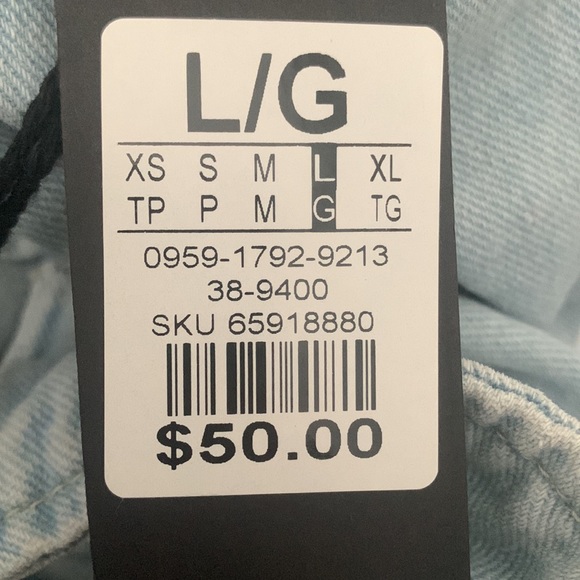 L/G
XS S M L XL
TP P M G TG
0959-1792-9213
38-9400
SKU 65918880
$50.00